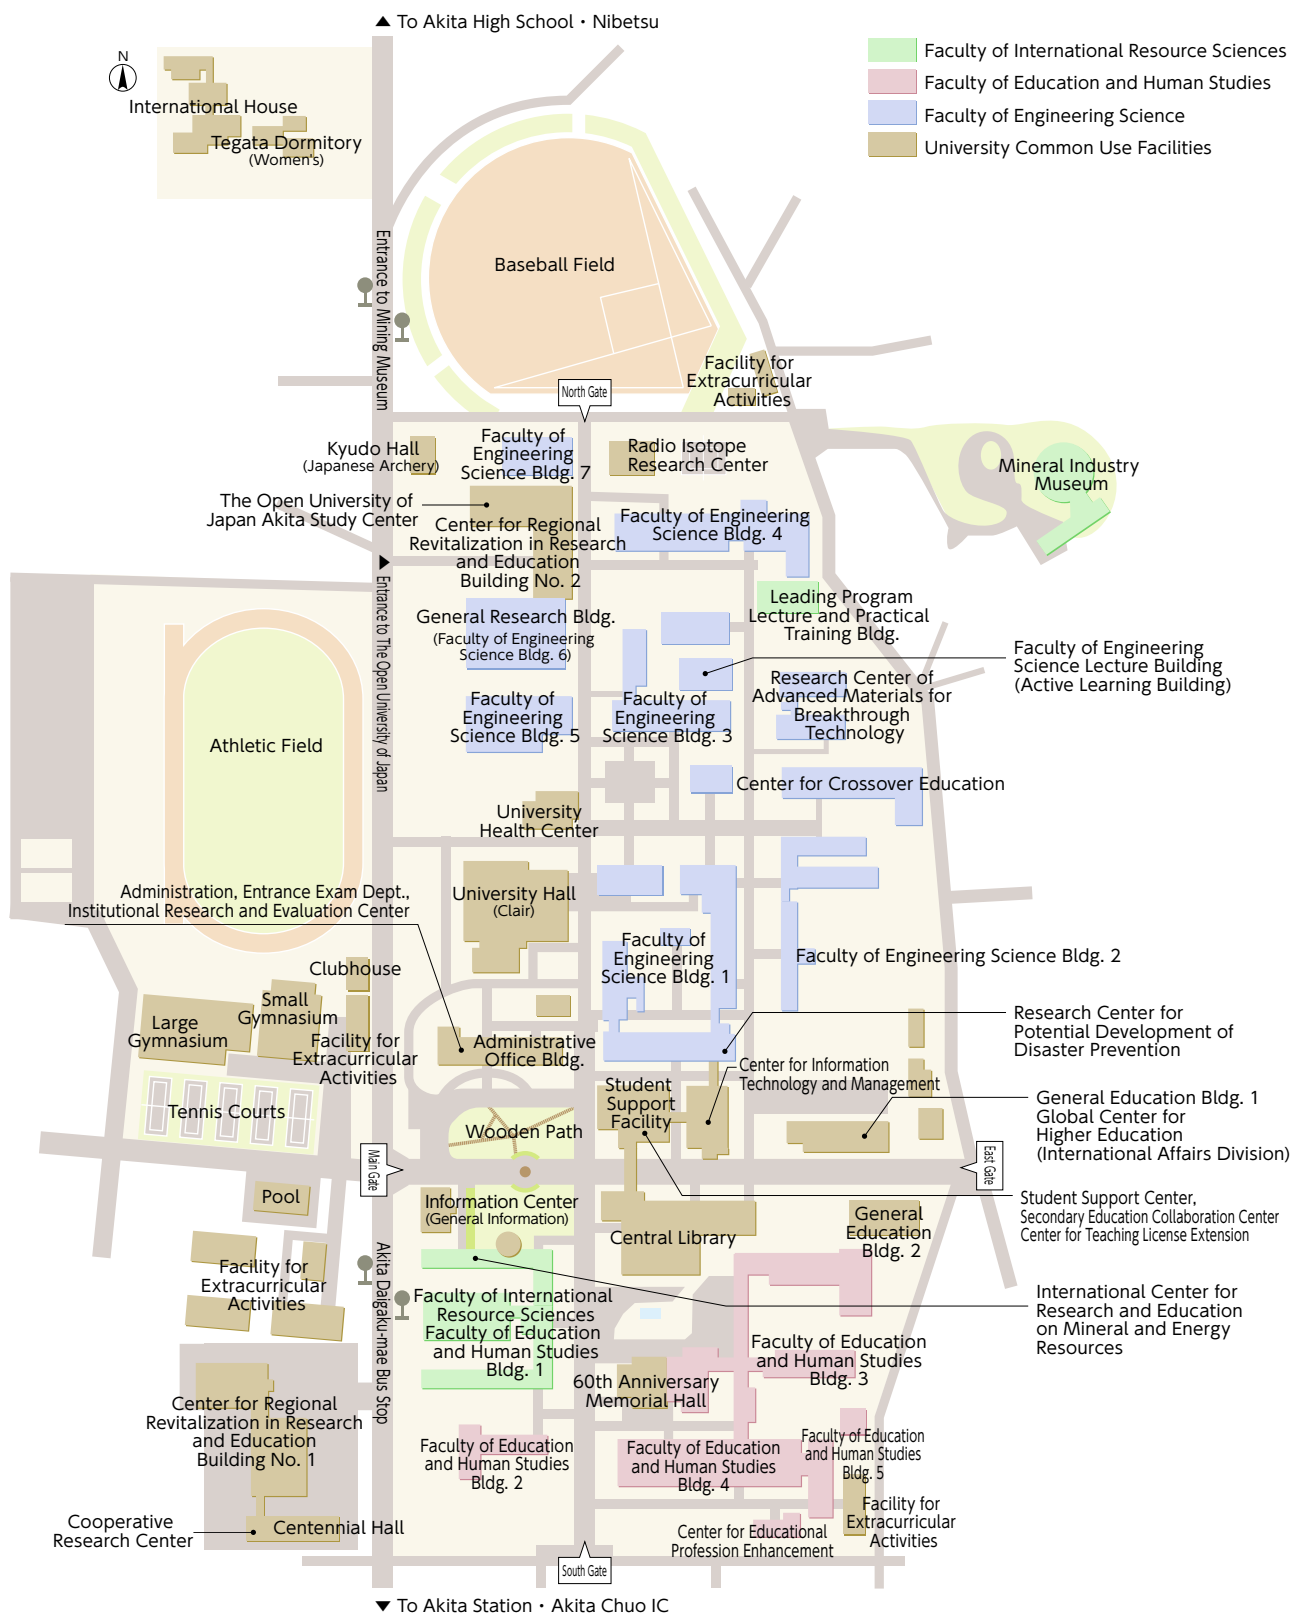 ▲ To Akita High School・Nibetsu
N
International House
Tegata Dormitory
(Women's)
Faculty of International Resource Sciences
Faculty of Education and Human Studies
Faculty of Engineering Science
University Common Use Facilities
Entrance to Mining Museum
Baseball Field
Facility for
Extracurricular
Activities
North Gate
Kyudo Hall
(Japanese Archery)
Faculty of
Engineering
Science Bldg. 7
Radio Isotope
Research Center
Mineral Industry
Museum
The Open University of
Japan Akita Study Center
Center for Regional
Revitalization in Research
and Education
Building No. 2
Faculty of Engineering
Science Bldg. 4
▶ Entrance to The Open University of Japan
General Research Bldg.
(Faculty of Engineering
Science Bldg. 6)
Leading Program
Lecture and Practical
Training Bldg.
Faculty of Engineering
Science Lecture Building
(Active Learning Building)
Research Center of
Advanced Materials for
Breakthrough
Technology
Faculty of
Engineering
Science Bldg. 5
Faculty of
Engineering
Science Bldg. 3
Athletic Field
Center for Crossover Education
University
Health Center
Administration, Entrance Exam Dept.,
Institutional Research and Evaluation Center
University Hall
(Clair)
Faculty of
Engineering
Science Bldg. 1
Faculty of Engineering Science Bldg. 2
Clubhouse
Small
Gymnasium
Large
Gymnasium
Facility for
Extracurricular
Activities
Administrative
Office Bldg.
Research Center for
Potential Development of
Disaster Prevention
Center for Information
Technology and Management
Student
Support
Facility
Tennis Courts
Wooden Path
General Education Bldg. 1
Global Center for
Higher Education
(International Affairs Division)
Main Gate
East Gate
Pool
Information Center
(General Information)
Central Library
General
Education
Bldg. 2
Student Support Center,
Secondary Education Collaboration Center
Center for Teaching License Extension
Facility for
Extracurricular
Activities
Akita Daigaku-mae Bus Stop
Faculty of International
Resource Sciences
Faculty of Education
and Human Studies
Bldg. 1
International Center for
Research and Education
on Mineral and Energy
Resources
Faculty of Education
and Human Studies
Bldg. 3
60th Anniversary
Memorial Hall
Center for Regional
Revitalization in Research
and Education
Building No. 1
Faculty of Education
and Human Studies
Bldg. 2
Faculty of Education
and Human Studies
Bldg. 4
Faculty of Education
and Human Studies
Bldg. 5
Facility for
Extracurricular
Activities
Cooperative
Research Center
Centennial Hall
Center for Educational
Profession Enhancement
South Gate
▼ To Akita Station・Akita Chuo IC